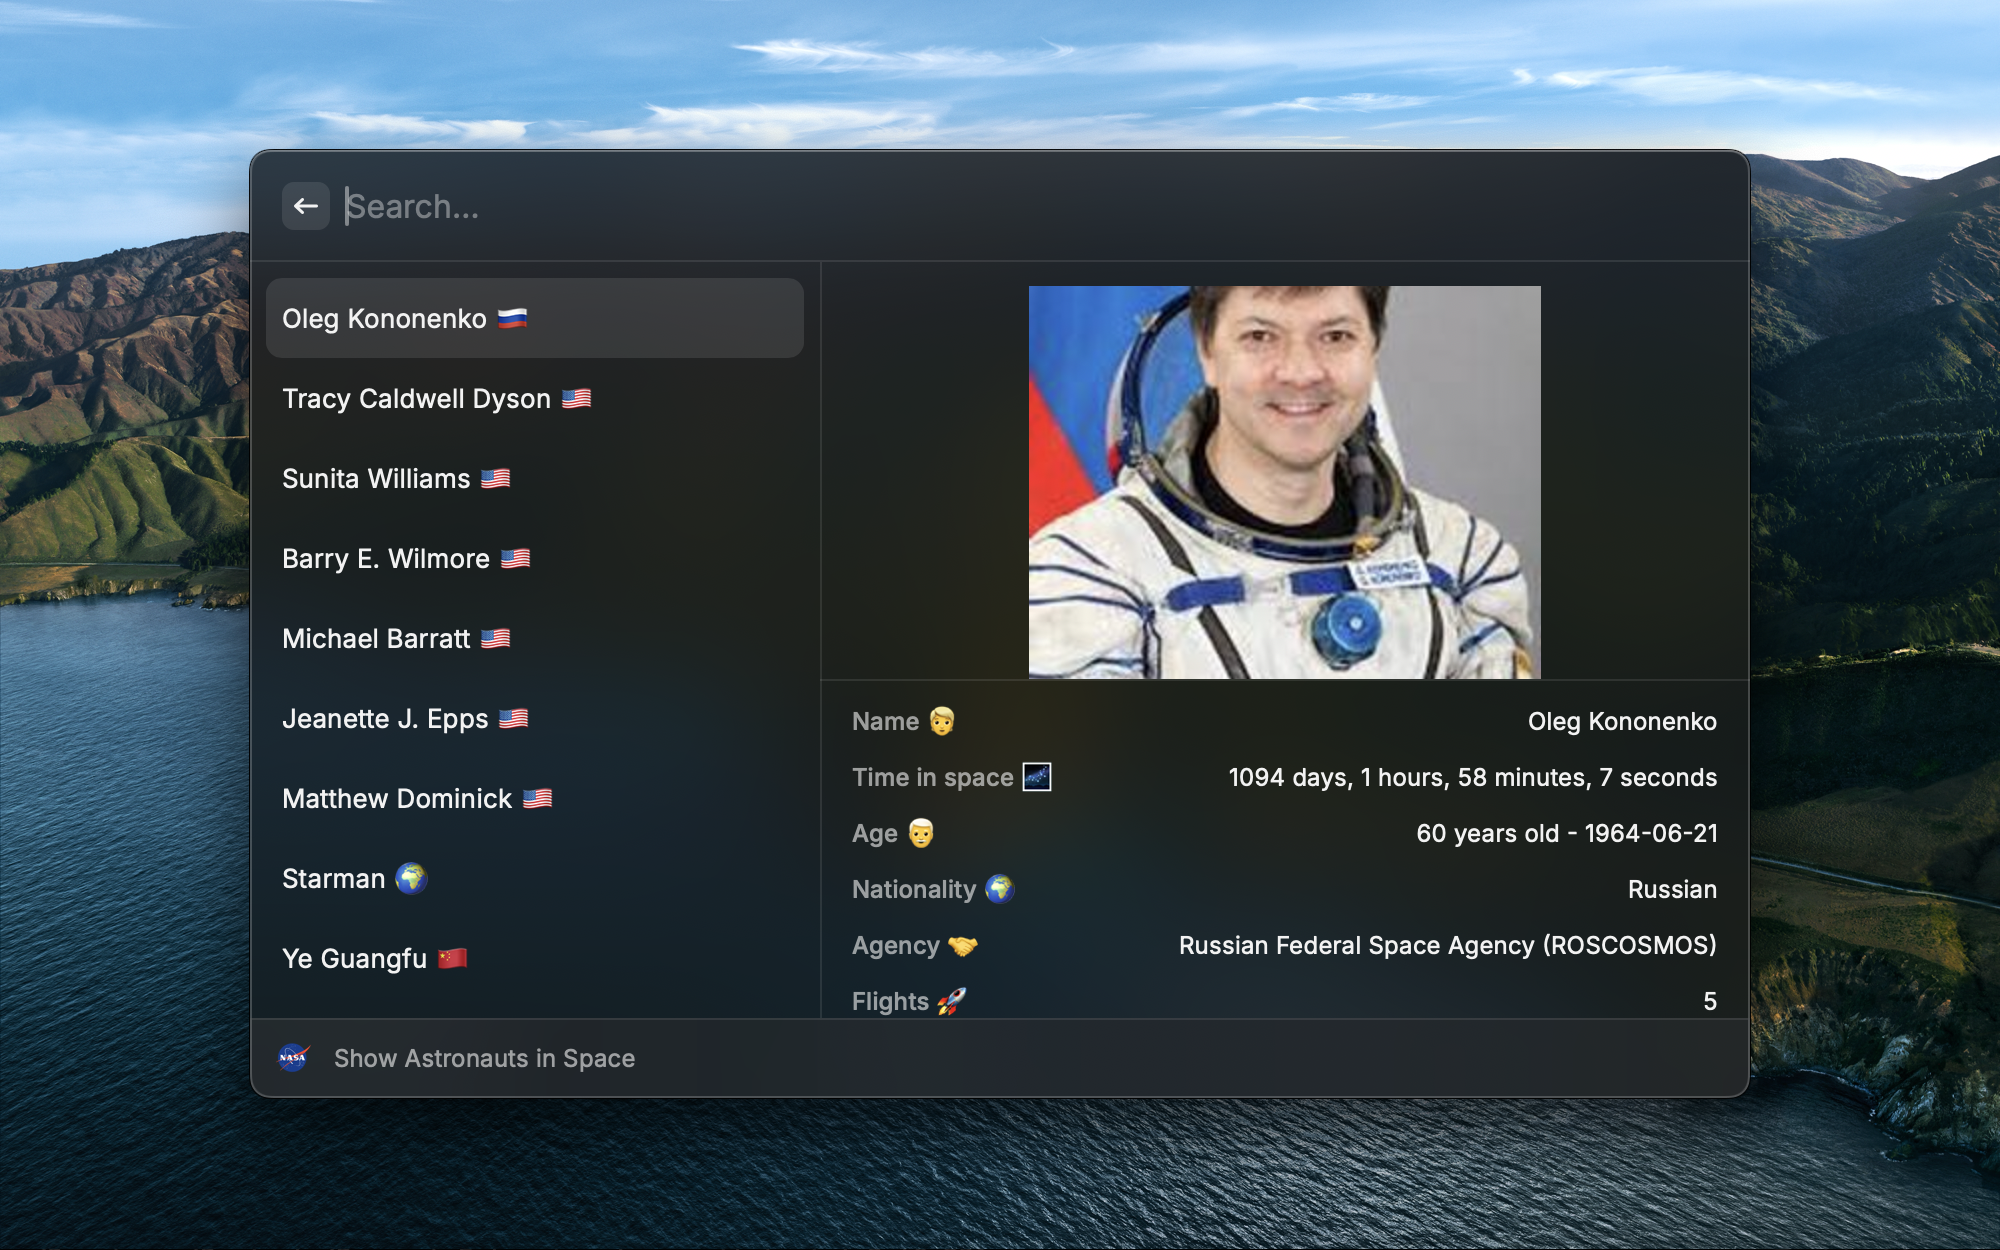 Search...
Oleg Kononenko 🇷🇺
Tracy Caldwell Dyson 🇺🇸
Sunita Williams 🇺🇸
Barry E. Wilmore 🇺🇸
Michael Barratt 🇺🇸
Jeanette J. Epps 🇺🇸
Matthew Dominick 🇺🇸
Starman 🌍
Ye Guangfu 🇨🇳
Name 🧑 Oleg Kononenko
Time in space 🌌 1094 days, 1 hours, 58 minutes, 7 seconds
Age 👨 60 years old - 1964-06-21
Nationality 🌍 Russian
Agency 🤝 Russian Federal Space Agency (ROSCOSMOS)
Flights 🚀 5
NASA
Show Astronauts in Space